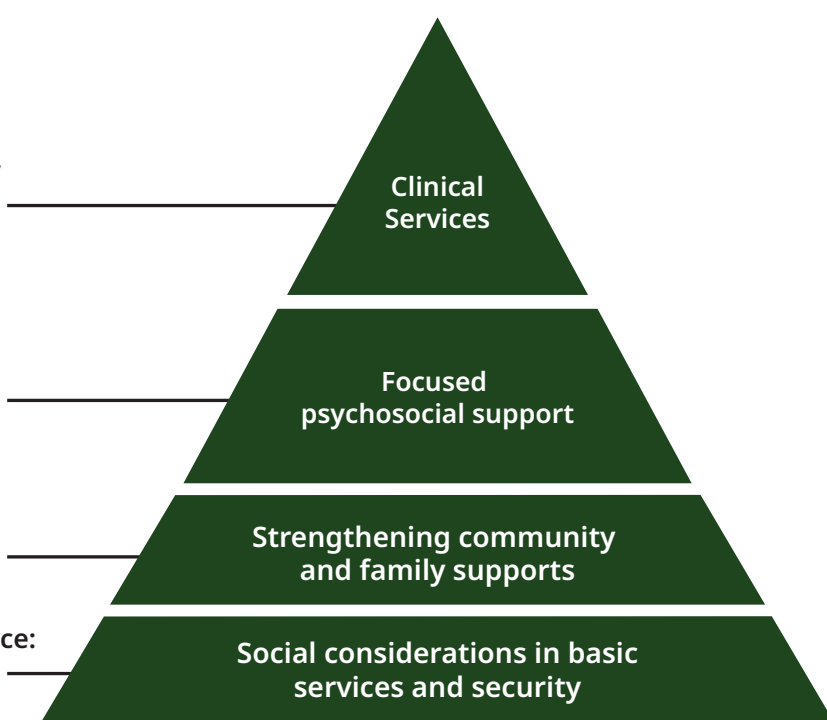 Clinical
Services
Focused
psychosocial support
Strengthening community
and family supports
ce:
Social considerations in basic
services and security